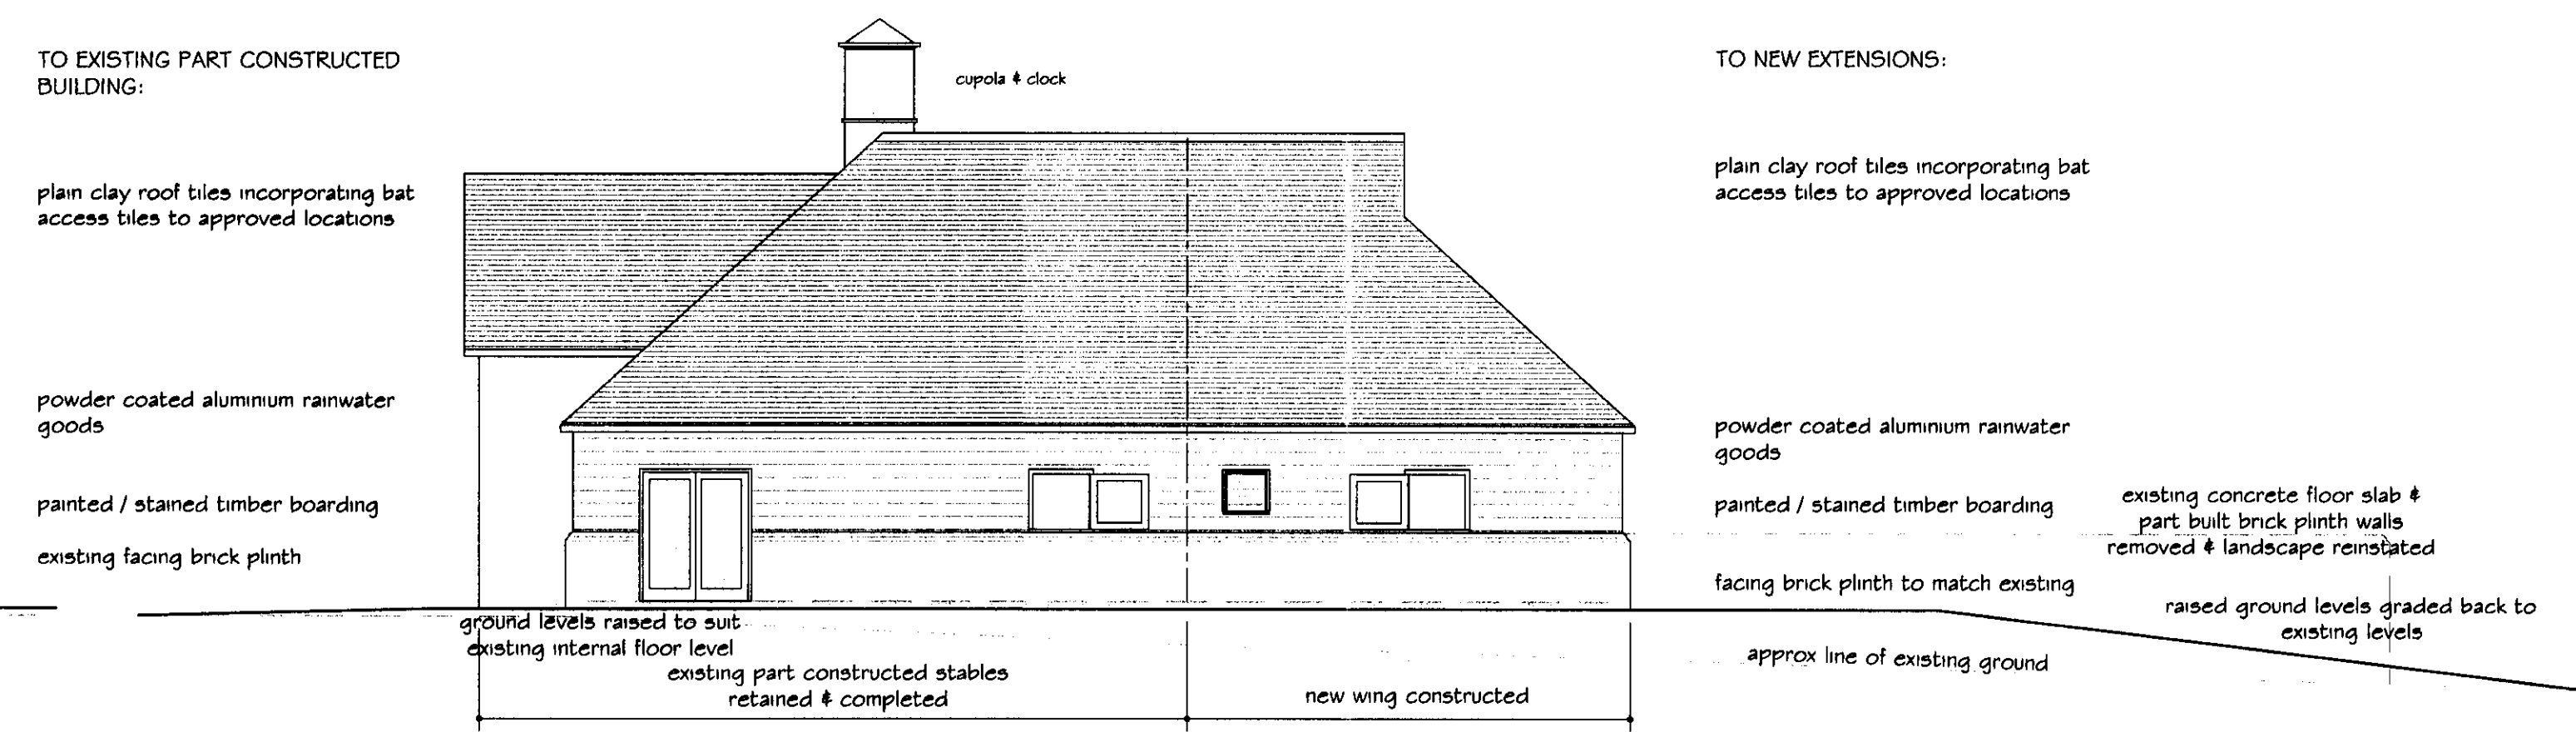 TO EXISTING PART CONSTRUCTED
BUILDING:
plain clay roof tiles incorporating bat
access tiles to approved locations
powder coated aluminium rainwater
goods
painted / stained timber boarding
existing facing brick plinth
cupola & clock
ground levels raised to suit
existing internal floor level
existing part constructed stables
retained & completed
new wing constructed
TO NEW EXTENSIONS:
plain clay roof tiles incorporating bat
access tiles to approved locations
powder coated aluminium rainwater
goods
painted / stained timber boarding
facing brick plinth to match existing
approx line of existing ground
existing concrete floor slab &
part built brick plinth walls
removed & landscape reinstated
raised ground levels graded back to
existing levels